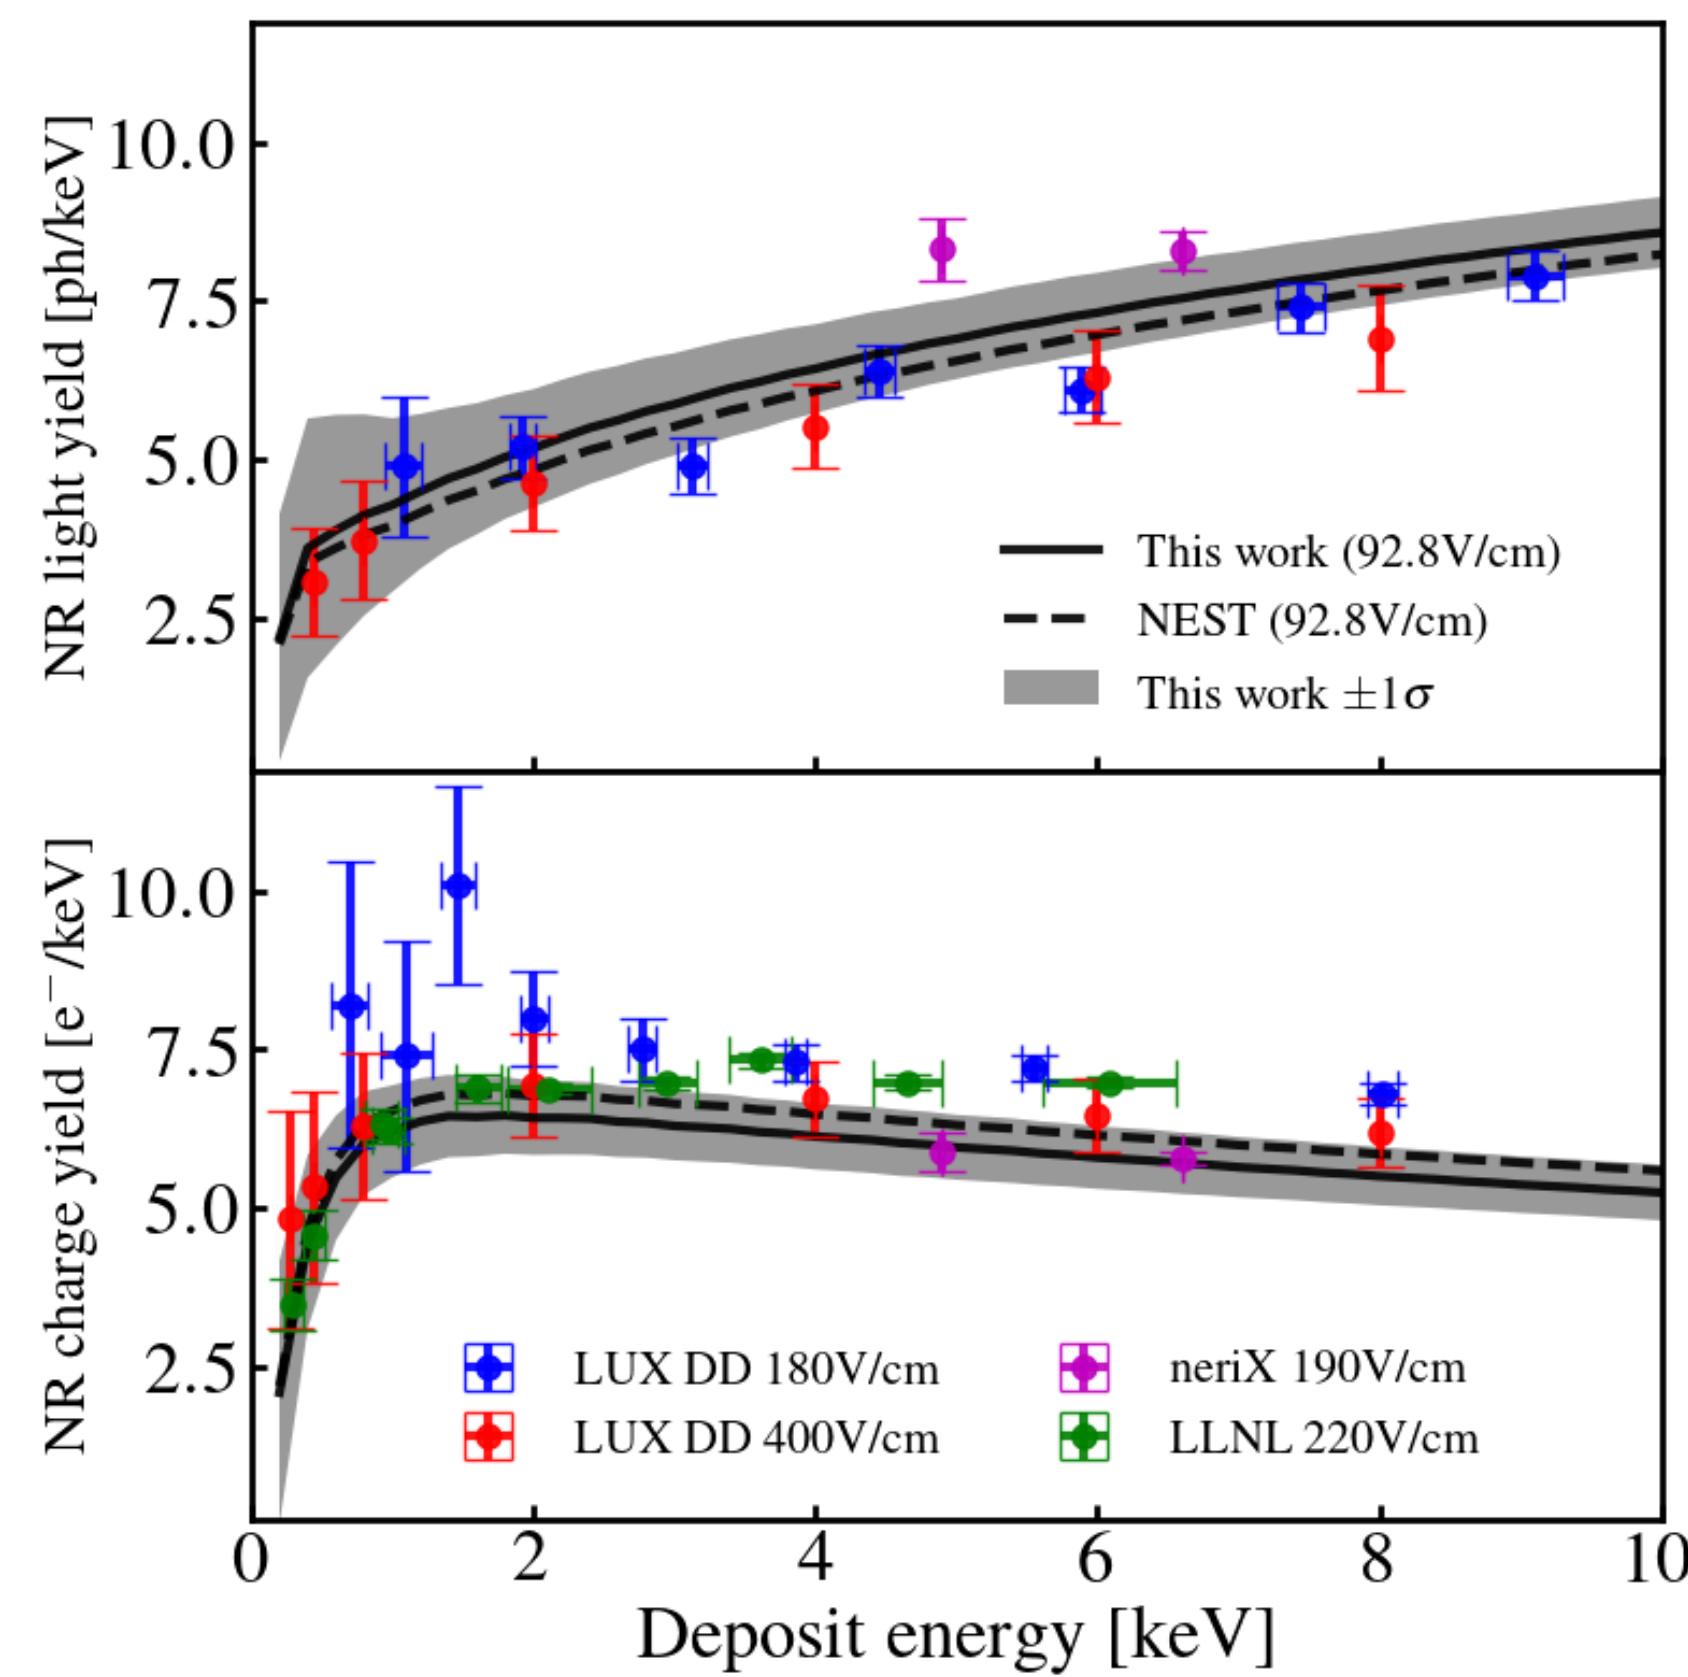 NR light yield [ph/keV]
10.0
7.5
5.0
2.5
This work (92.8V/cm)
NEST (92.8V/cm)
This work ±1σ
NR charge yield [e⁻/keV]
10.0
7.5
5.0
2.5
LUX DD 180V/cm
neriX 190V/cm
LUX DD 400V/cm
LLNL 220V/cm
0 2 4 6 8 10
Deposit energy [keV]